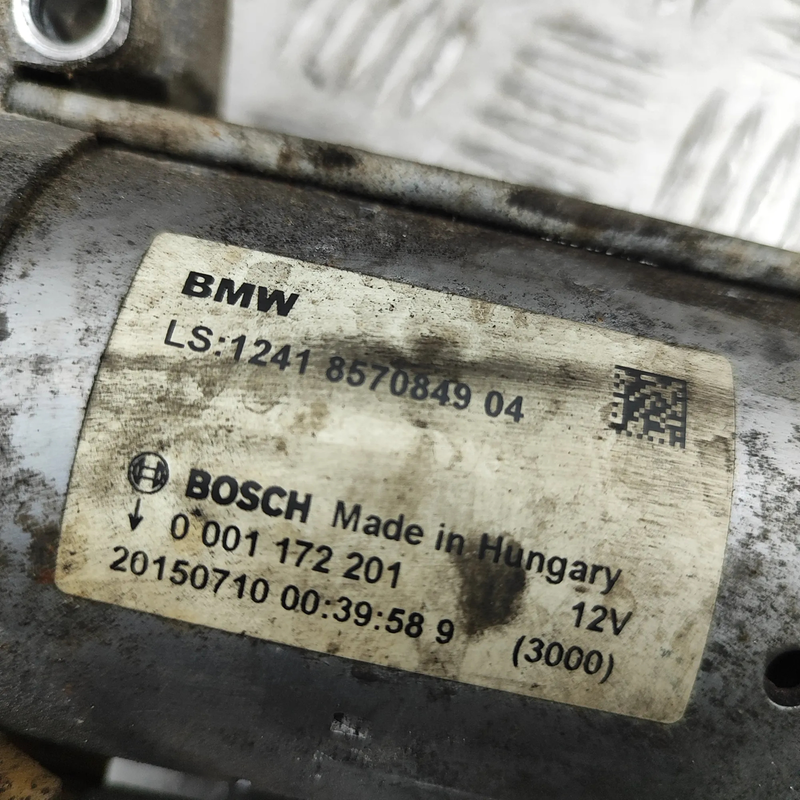 BMW
LS:1241 8570849 04
BOSCH Made in Hungary
0 001 172 201
12V
20150710 00:39:58 9
(3000)